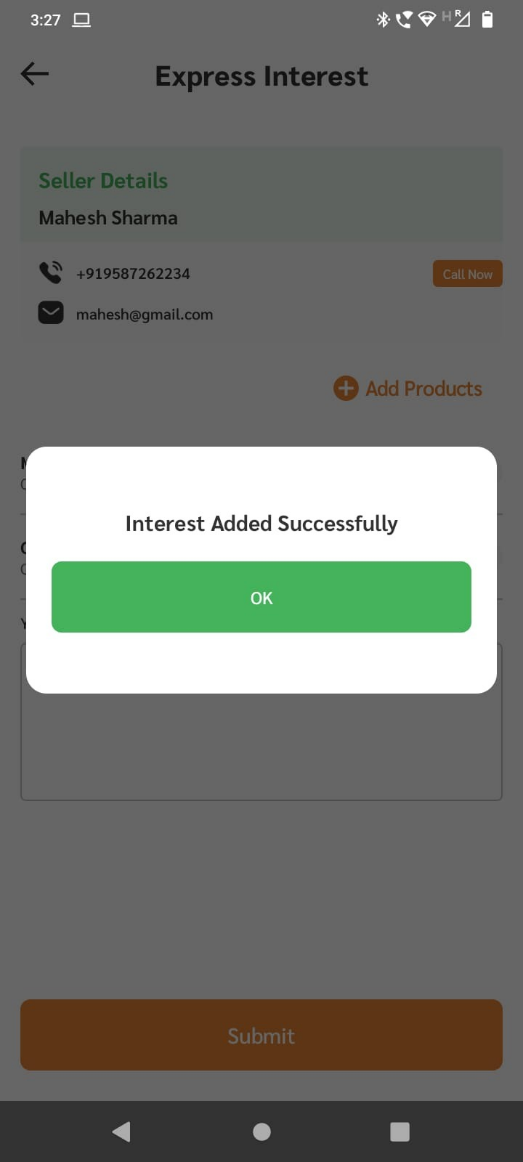 3:27
H R
Express Interest
Seller Details
Mahesh Sharma
+919587262234
Call Now
mahesh@gmail.com
Add Products
Interest Added Successfully
OK
Submit